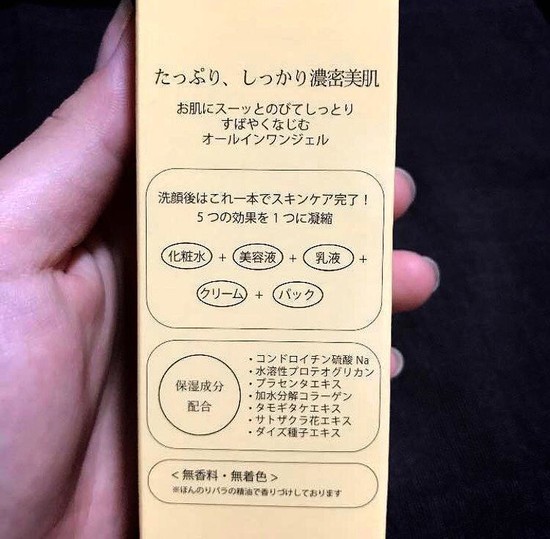 たっぷり、しっかり濃密美肌
お肌にスーッとのびてしっとり
すばやくなじむ
オールインワンジェル
洗顔後はこれ一本でスキンケア完了！
5つの効果を1つに凝縮
化粧水 + 美容液 + 乳液 +
クリーム + パック
保湿成分
配合
・コンドロイチン硫酸 Na
・水溶性プロテオグリカン
・プラセンタエキス
・加水分解コラーゲン
・タモギタケエキス
・サトザクラ花エキス
・ダイズ種子エキス
＜無香料・無着色＞
※ほんのりバラの精油で香りづけしております